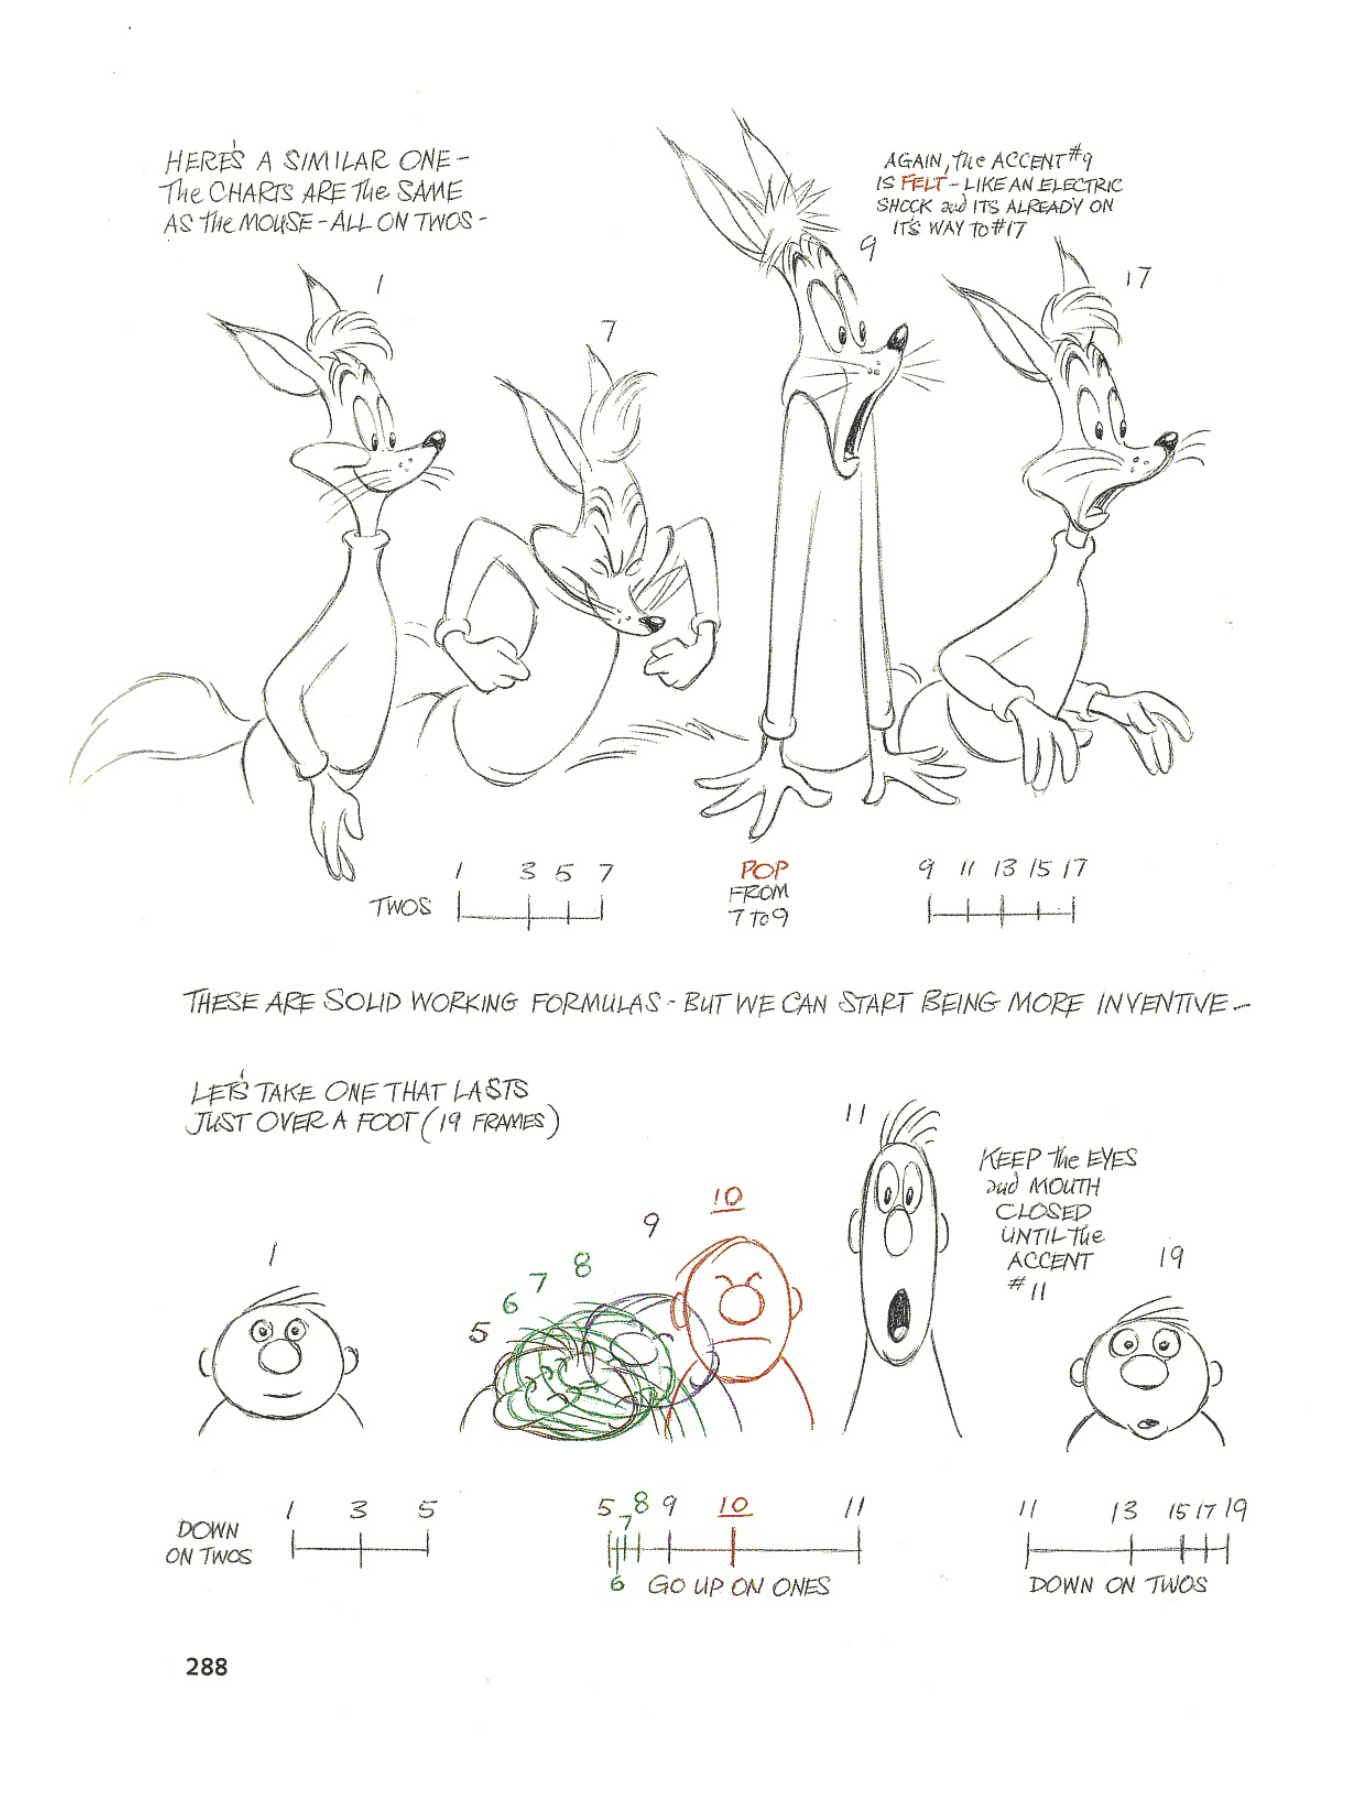 HERE'S A SIMILAR ONE -
The CHARTS ARE The SAME
AS The MOUSE - ALL ON TWOS -
AGAIN, The ACCENT #9
IS FELT - LIKE AN ELECTRIC
SHOCK and ITS ALREADY ON
IT'S WAY To #17
1
7
9
17
1 3 5 7
TWOS
POP
FROM
7 To 9
9 11 13 15 17
THESE ARE SOLID WORKING FORMULAS - BUT WE CAN START BEING MORE INVENTIVE -
LET'S TAKE ONE THAT LASTS
JUST OVER A FOOT (19 FRAMES)
1
5
6
7
8
9
10
11
KEEP The EYES
and MOUTH
CLOSED
UNTIL The
ACCENT
# 11
19
DOWN
ON TWOS
1 3 5
5 6 7 8 9 10 11
GO UP ON ONES
11 13 15 17 19
DOWN ON TWOS
288